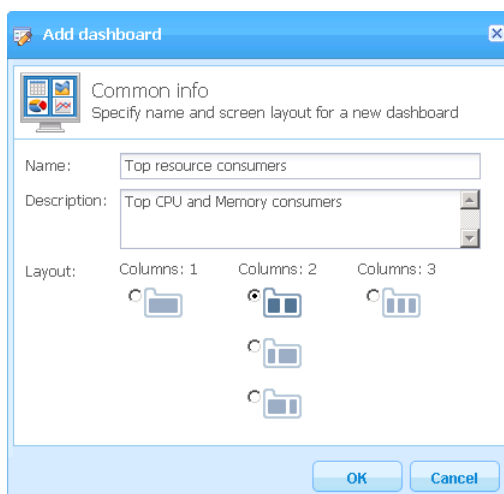 Add dashboard
Common info
Specify name and screen layout for a new dashboard
Name: Top resource consumers
Description: Top CPU and Memory consumers
Layout: Columns: 1 Columns: 2 Columns: 3
OK Cancel